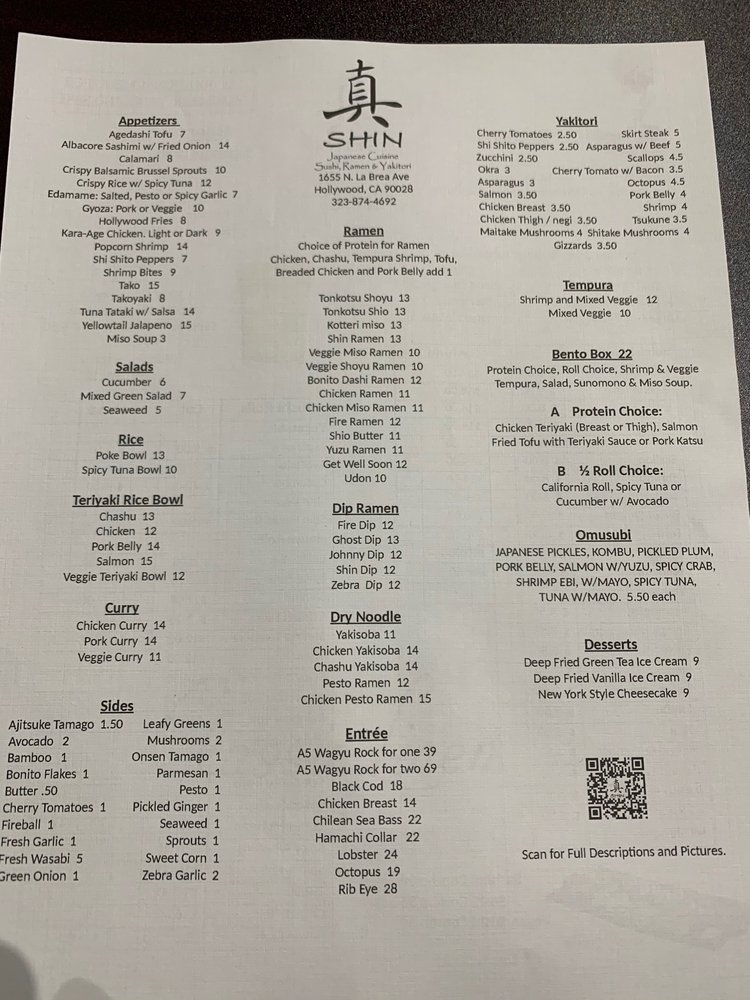 真
SHIN
Japanese Cuisine
Sushi, Ramen & Yakitori
1655 N. La Brea Ave
Hollywood, CA 90028
323-874-4692
Appetizers
Agedashi Tofu 7
Albacore Sashimi w/ Fried Onion 14
Calamari 8
Crispy Balsamic Brussel Sprouts 10
Crispy Rice w/ Spicy Tuna 12
Edamame: Salted, Pesto or Spicy Garlic 7
Gyoza: Pork or Veggie 10
Hollywood Fries 8
Kara-Age Chicken. Light or Dark 9
Popcorn Shrimp 14
Shi Shito Peppers 7
Shrimp Bites 9
Tako 15
Takoyaki 8
Tuna Tataki w/ Salsa 14
Yellowtail Jalapeno 15
Miso Soup 3
Salads
Cucumber 6
Mixed Green Salad 7
Seaweed 5
Rice
Poke Bowl 13
Spicy Tuna Bowl 10
Teriyaki Rice Bowl
Chashu 13
Chicken 12
Pork Belly 14
Salmon 15
Veggie Teriyaki Bowl 12
Curry
Chicken Curry 14
Pork Curry 14
Veggie Curry 11
Sides
Ajitsuke Tamago 1.50 Leafy Greens 1
Avocado 2 Mushrooms 2
Bamboo 1 Onsen Tamago 1
Bonito Flakes 1 Parmesan 1
Butter .50 Pesto 1
Cherry Tomatoes 1 Pickled Ginger 1
Fireball 1 Seaweed 1
Fresh Garlic 1 Sprouts 1
Fresh Wasabi 5 Sweet Corn 1
Green Onion 1 Zebra Garlic 2
Ramen
Choice of Protein for Ramen
Chicken, Chashu, Tempura Shrimp, Tofu,
Breaded Chicken and Pork Belly add 1
Tonkotsu Shoyu 13
Tonkotsu Shio 13
Kotteri miso 13
Shin Ramen 13
Veggie Miso Ramen 10
Veggie Shoyu Ramen 10
Bonito Dashi Ramen 12
Chicken Ramen 11
Chicken Miso Ramen 11
Fire Ramen 12
Shio Butter 11
Yuzu Ramen 11
Get Well Soon 12
Udon 10
Dip Ramen
Fire Dip 12
Ghost Dip 13
Johnny Dip 12
Shin Dip 12
Zebra Dip 12
Dry Noodle
Yakisoba 11
Chicken Yakisoba 14
Chashu Yakisoba 14
Pesto Ramen 12
Chicken Pesto Ramen 15
Entrée
A5 Wagyu Rock for one 39
A5 Wagyu Rock for two 69
Black Cod 18
Chicken Breast 14
Chilean Sea Bass 22
Hamachi Collar 22
Lobster 24
Octopus 19
Rib Eye 28
Yakitori
Cherry Tomatoes 2.50 Skirt Steak 5
Shi Shito Peppers 2.50 Asparagus w/ Beef 5
Zucchini 2.50 Scallops 4.5
Okra 3 Cherry Tomato w/ Bacon 3.5
Asparagus 3 Octopus 4.5
Salmon 3.50 Pork Belly 4
Chicken Breast 3.50 Shrimp 4
Chicken Thigh / negi 3.50 Tsukune 3.5
Maitake Mushrooms 4 Shitake Mushrooms 4
Gizzards 3.50
Tempura
Shrimp and Mixed Veggie 12
Mixed Veggie 10
Bento Box 22
Protein Choice, Roll Choice, Shrimp & Veggie
Tempura, Salad, Sunomono & Miso Soup.
A Protein Choice:
Chicken Teriyaki (Breast or Thigh), Salmon
Fried Tofu with Teriyaki Sauce or Pork Katsu
B ½ Roll Choice:
California Roll, Spicy Tuna or
Cucumber w/ Avocado
Omusubi
JAPANESE PICKLES, KOMBU, PICKLED PLUM,
PORK BELLY, SALMON W/YUZU, SPICY CRAB,
SHRIMP EBI, W/MAYO, SPICY TUNA,
TUNA W/MAYO. 5.50 each
Desserts
Deep Fried Green Tea Ice Cream 9
Deep Fried Vanilla Ice Cream 9
New York Style Cheesecake 9
Scan for Full Descriptions and Pictures.